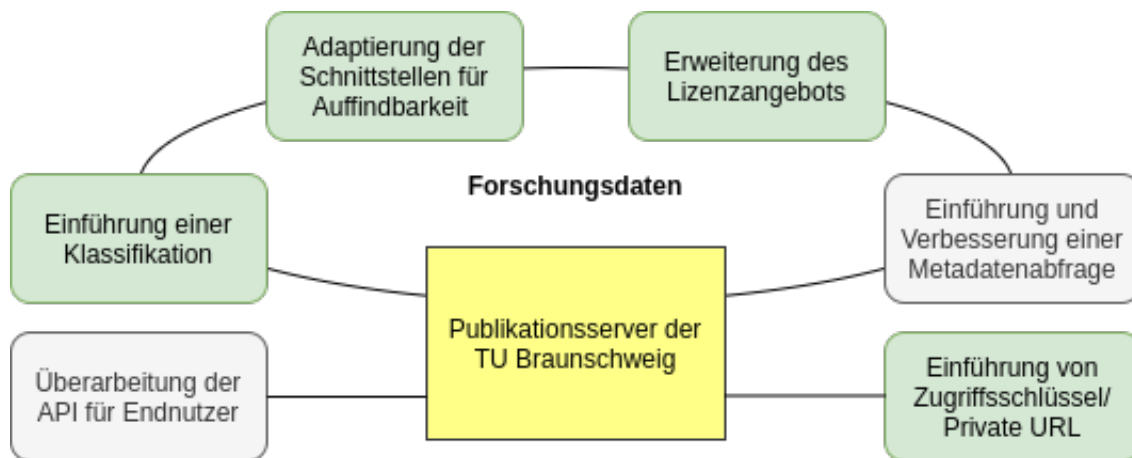 Adaptierung der
Schnittstellen für
Auffindbarkeit
Erweiterung des
Lizenzangebots
Forschungsdaten
Einführung einer
Klassifikation
Einführung und
Verbesserung einer
Metadatenabfrage
Publikationsserver der
TU Braunschweig
Überarbeitung der
API für Endnutzer
Einführung von
Zugriffsschlüssel/
Private URL